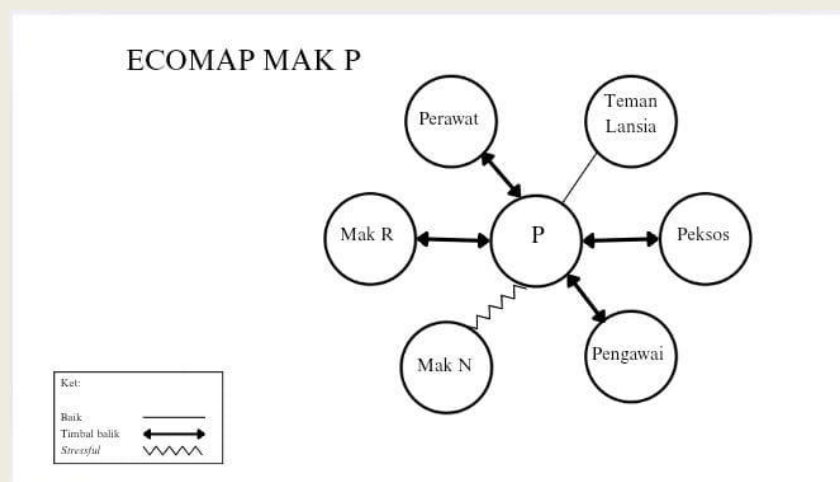 ECOMAP MAK P
Perawat
Teman
Lansia
Mak R
P
Peksos
Mak N
Pengawai
Ket:
Baik
Timbal balik
Stressful